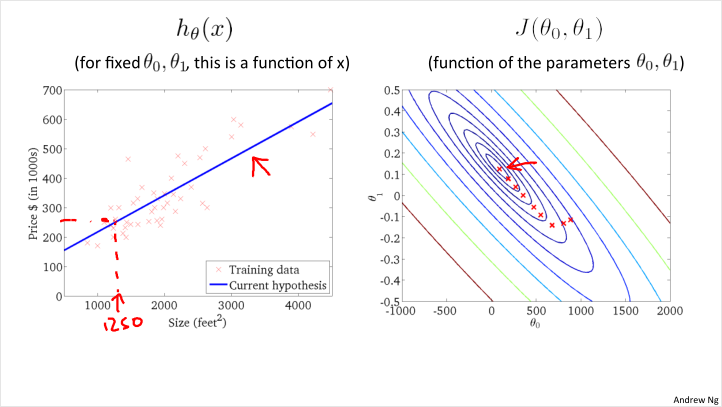 hθ(x)
(for fixed θ₀, θ₁, this is a function of x)
700
600
500
400
300
200
100
0
Price $ (in 1000s)
1000
2000
3000
4000
Size (feet²)
Training data
Current hypothesis
1250
J(θ₀, θ₁)
(function of the parameters θ₀, θ₁)
0.5
0.4
0.3
0.2
0.1
0
-0.1
-0.2
-0.3
-0.4
-0.5
θ₁
-1000
-500
0
500
1000
1500
2000
θ₀
Andrew Ng